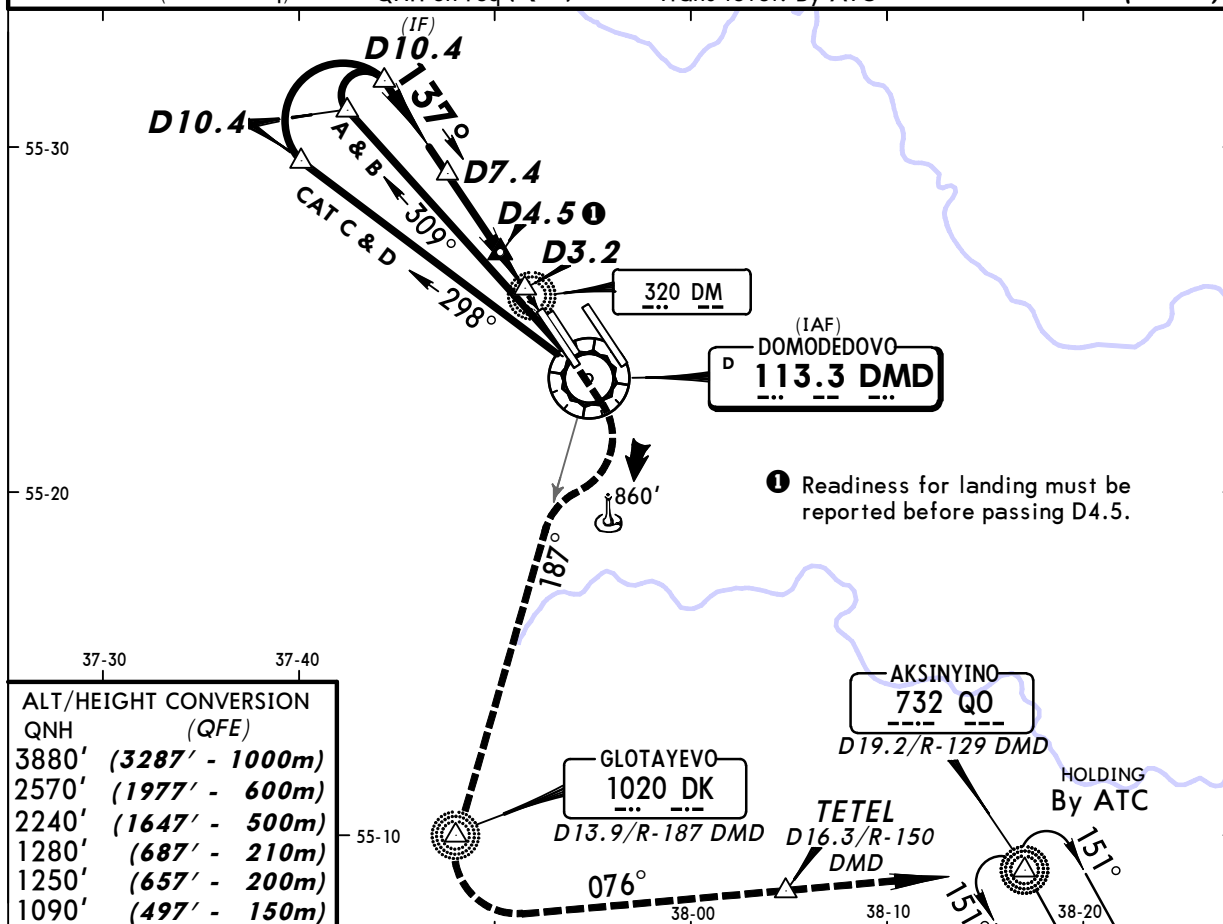 (IF)
D10.4
137°
D10.4
A & B
309°
CAT C & D
298°
D7.4
D4.5 ❶
D3.2
55-30
320 DM
(IAF)
DOMODEDOVO
D 113.3 DMD
55-20
860'
❶ Readiness for landing must be
reported before passing D4.5.
187°
37-30
37-40
ALT/HEIGHT CONVERSION
QNH (QFE)
3880' (3287' - 1000m)
2570' (1977' - 600m)
2240' (1647' - 500m)
1280' (687' - 210m)
1250' (657' - 200m)
1090' (497' - 150m)
55-10
GLOTAYEVO
1020 DK
D13.9/R-187 DMD
076°
TETEL
D16.3/R-150
DMD
AKSINYINO
732 QO
D19.2/R-129 DMD
HOLDING
By ATC
151°
151°
38-00
38-10
38-20